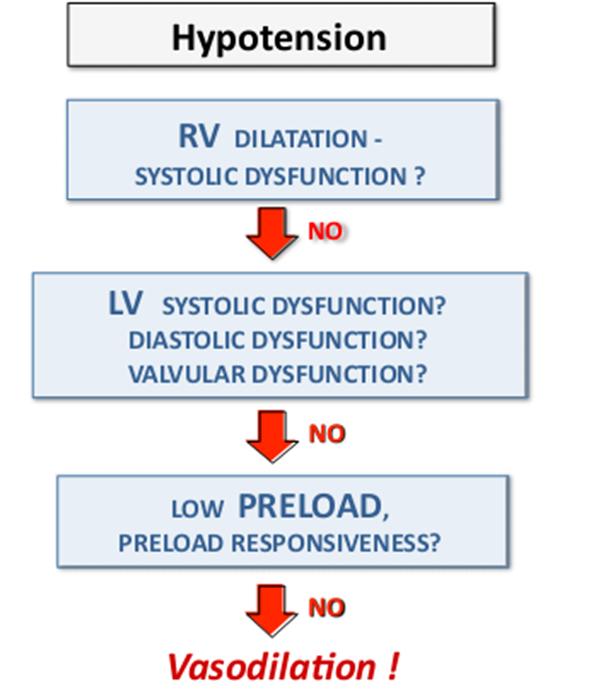 Hypotension
RV DILATATION -
SYSTOLIC DYSFUNCTION ?
NO
LV SYSTOLIC DYSFUNCTION?
DIASTOLIC DYSFUNCTION?
VALVULAR DYSFUNCTION?
NO
LOW PRELOAD,
PRELOAD RESPONSIVENESS?
NO
Vasodilation !